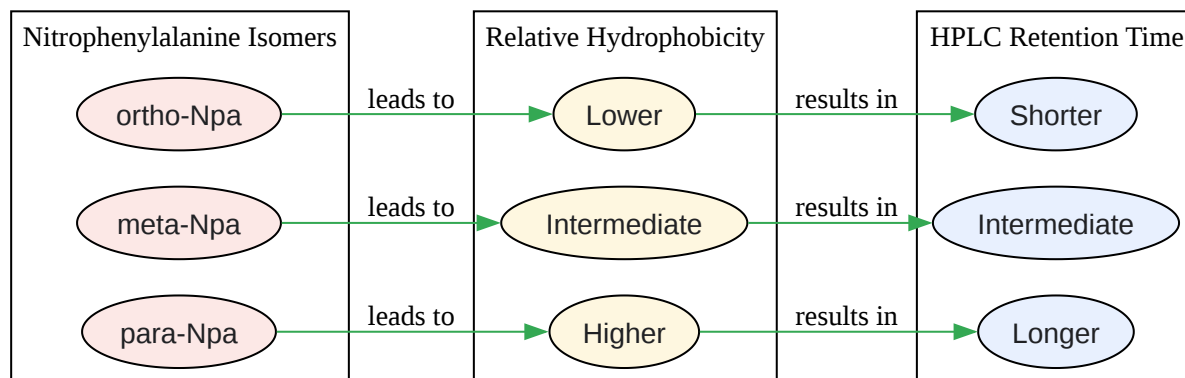 Nitrophenylalanine Isomers
Relative Hydrophobicity
HPLC Retention Time
ortho-Npa
leads to
Lower
results in
Shorter
meta-Npa
leads to
Intermediate
results in
Intermediate
para-Npa
leads to
Higher
results in
Longer